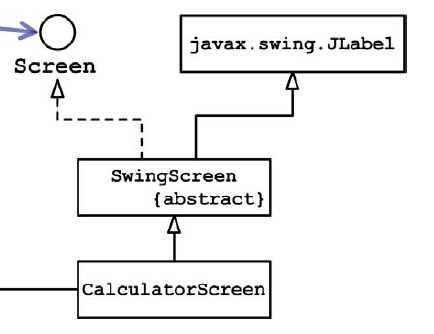 javax.swing.JLabel
Screen
SwingScreen
{abstract}
CalculatorScreen